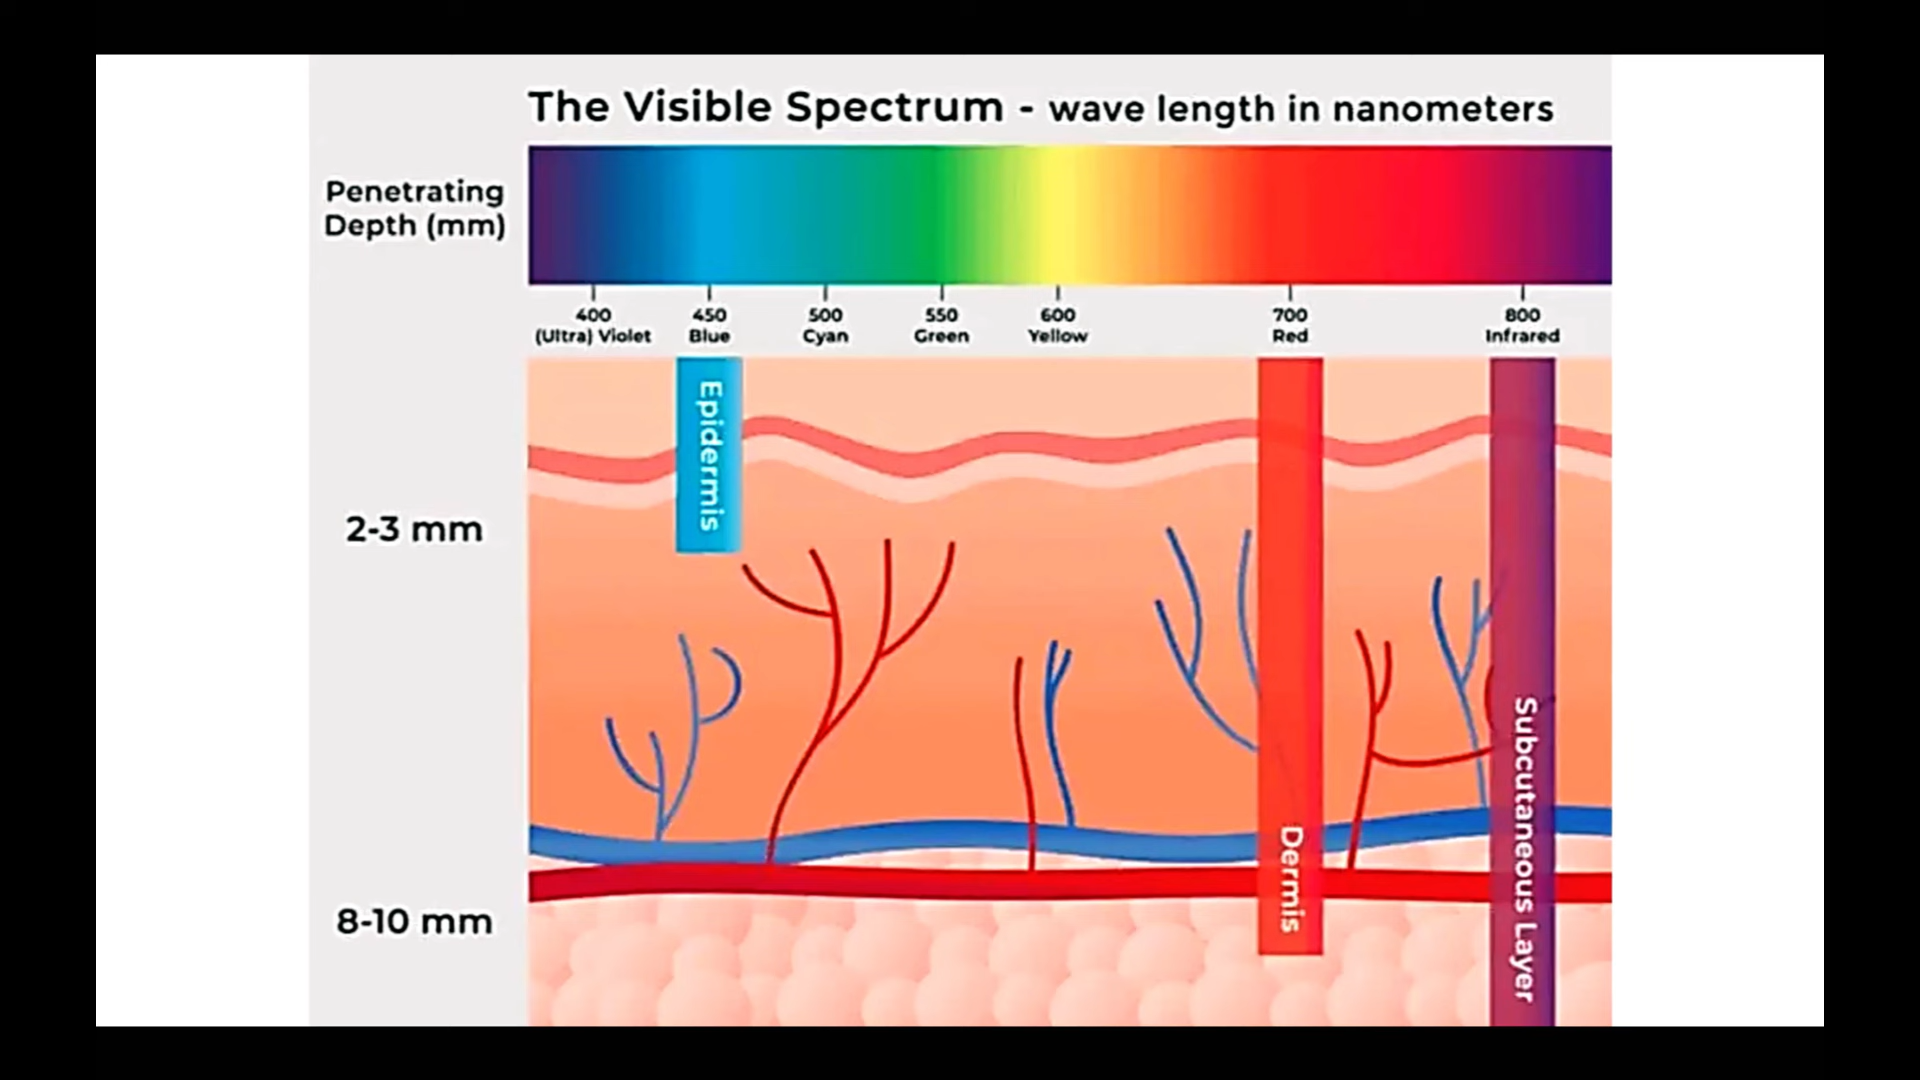 The Visible Spectrum - wave length in nanometers
Penetrating
Depth (mm)
400 450 500 550 600 700 800
(Ultra) Violet Blue Cyan Green Yellow Red Infrared
Epidermis
2-3 mm
Subcutaneous Layer
Dermis
8-10 mm